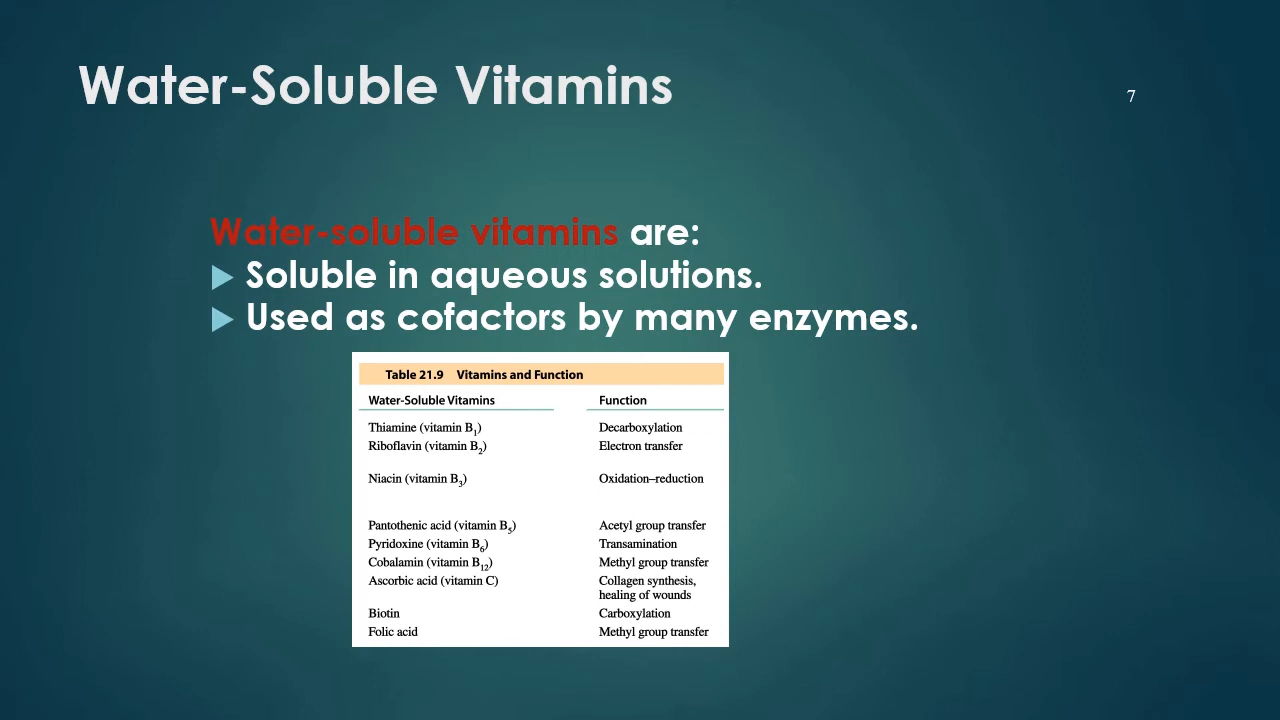 Water-Soluble Vitamins
7
Water-soluble vitamins are:
▶ Soluble in aqueous solutions.
▶ Used as cofactors by many enzymes.
Table 21.9 Vitamins and Function
Water-Soluble Vitamins Function
Thiamine (vitamin B₁) Decarboxylation
Riboflavin (vitamin B₂) Electron transfer
Niacin (vitamin B₃) Oxidation–reduction
Pantothenic acid (vitamin B₅) Acetyl group transfer
Pyridoxine (vitamin B₆) Transamination
Cobalamin (vitamin B₁₂) Methyl group transfer
Ascorbic acid (vitamin C) Collagen synthesis,
healing of wounds
Biotin Carboxylation
Folic acid Methyl group transfer